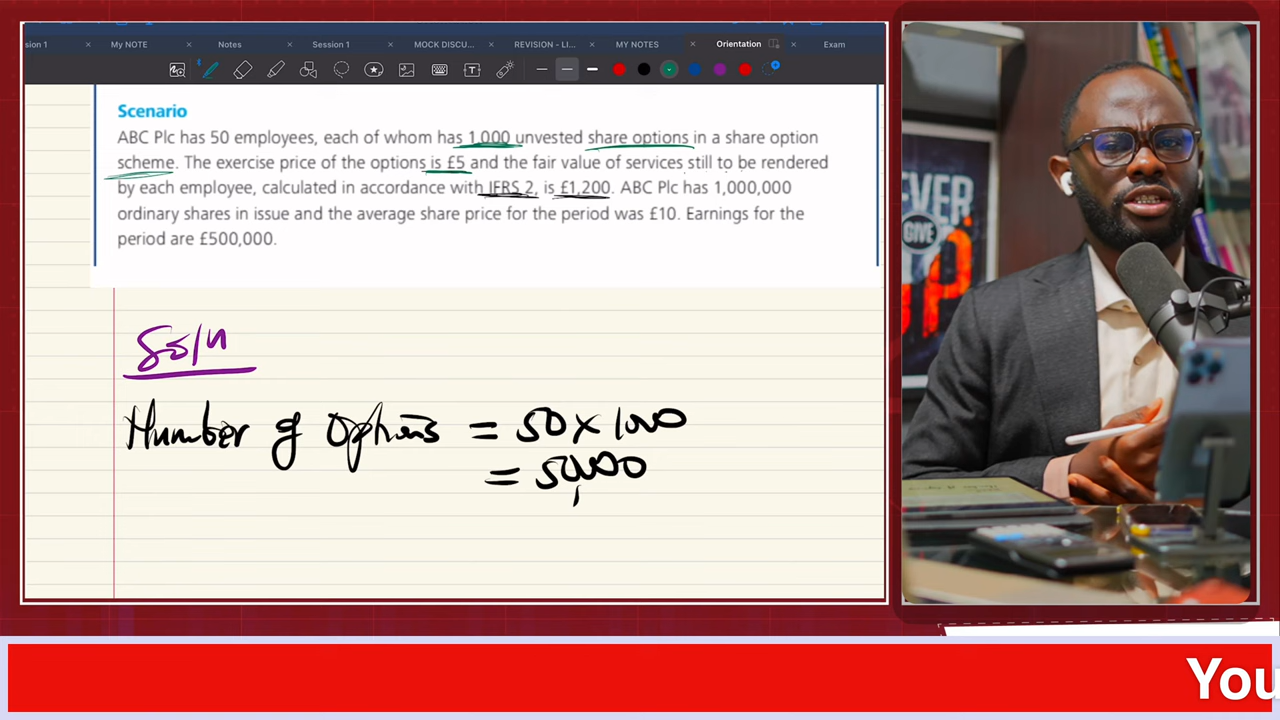 sion 1 My NOTE Notes Session 1 MOCK DISCU... REVISION - LI... MY NOTES Orientation Exam
Scenario
ABC Plc has 50 employees, each of whom has 1,000 unvested share options in a share option
scheme. The exercise price of the options is £5 and the fair value of services still to be rendered
by each employee, calculated in accordance with IFRS 2, is £1,200. ABC Plc has 1,000,000
ordinary shares in issue and the average share price for the period was £10. Earnings for the
period are £500,000.
Soln
Number of Options = 50 x 1000
= 50,000
EVER
GIVE
P
You